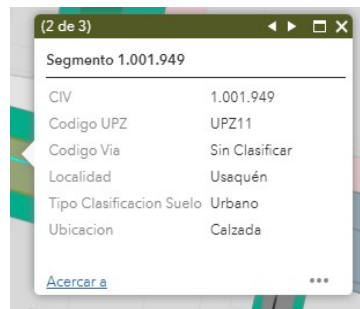 (2 de 3)
Segmento 1.001.949
CIV 1.001.949
Codigo UPZ UPZ11
Codigo Via Sin Clasificar
Localidad Usaquén
Tipo Clasificacion Suelo Urbano
Ubicacion Calzada
Acercar a